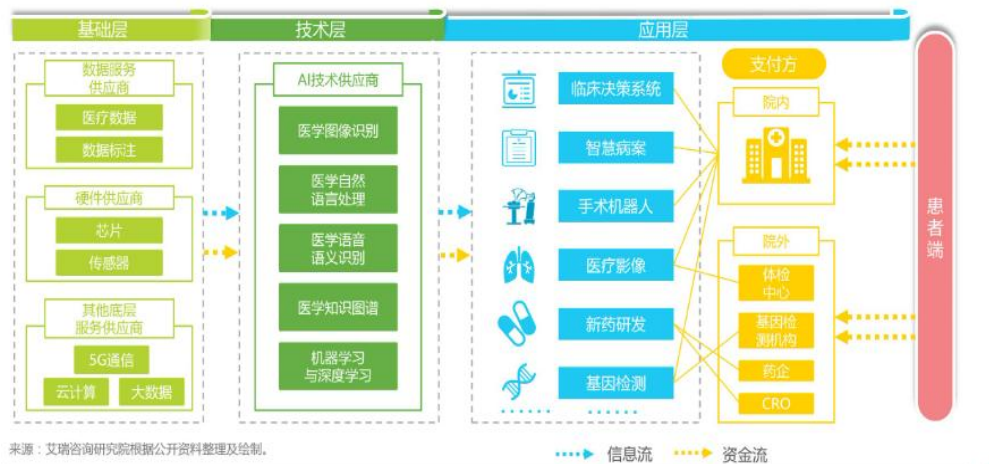 基础层
技术层
应用层
数据服务
供应商
医疗数据
数据标注
硬件供应商
芯片
传感器
其他底层
服务供应商
5G通信
云计算
大数据
AI技术供应商
医学图像识别
医学自然
语言处理
医学语音
语义识别
医学知识图谱
机器学习
与深度学习
临床决策系统
智慧病案
手术机器人
医疗影像
新药研发
基因检测
支付方
院内
院外
体检
中心
基因检
测机构
药企
CRO
患者端
来源：艾瑞咨询研究院根据公开资料整理及绘制。
信息流
资金流